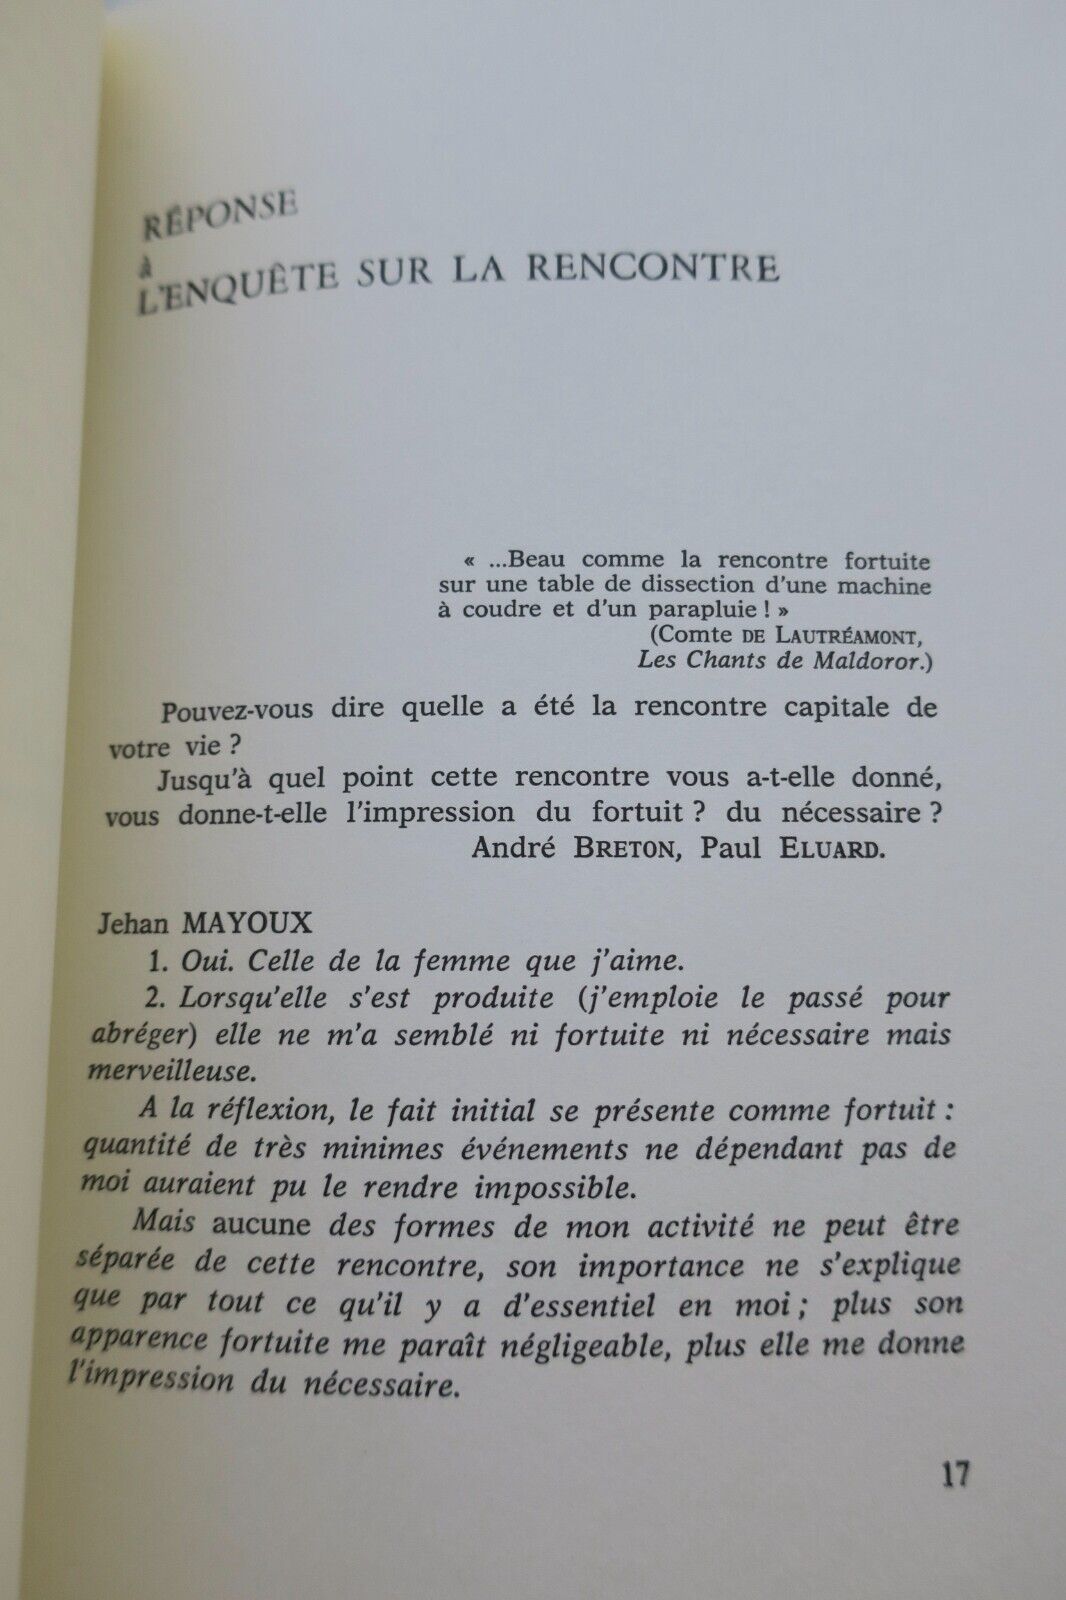 RÉPONSE
à
L'ENQUÊTE SUR LA RENCONTRE
« ...Beau comme la rencontre fortuite
sur une table de dissection d'une machine
à coudre et d'un parapluie ! »
(Comte DE LAUTRÉAMONT,
Les Chants de Maldoror.)
Pouvez-vous dire quelle a été la rencontre capitale de
votre vie ?
Jusqu'à quel point cette rencontre vous a-t-elle donné,
vous donne-t-elle l'impression du fortuit ? du nécessaire ?
André BRETON, Paul ELUARD.
Jehan MAYOUX
1. Oui. Celle de la femme que j'aime.
2. Lorsqu'elle s'est produite (j'emploie le passé pour
abréger) elle ne m'a semblé ni fortuite ni nécessaire mais
merveilleuse.
A la réflexion, le fait initial se présente comme fortuit :
quantité de très minimes événements ne dépendant pas de
moi auraient pu le rendre impossible.
Mais aucune des formes de mon activité ne peut être
séparée de cette rencontre, son importance ne s'explique
que par tout ce qu'il y a d'essentiel en moi ; plus son
apparence fortuite me paraît négligeable, plus elle me donne
l'impression du nécessaire.
17